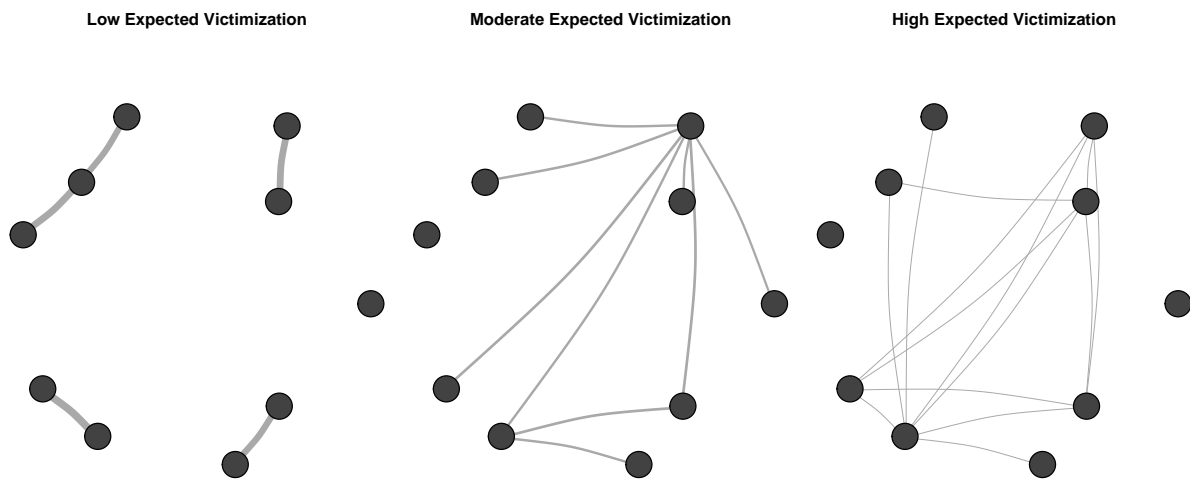 Low Expected Victimization
Moderate Expected Victimization
High Expected Victimization